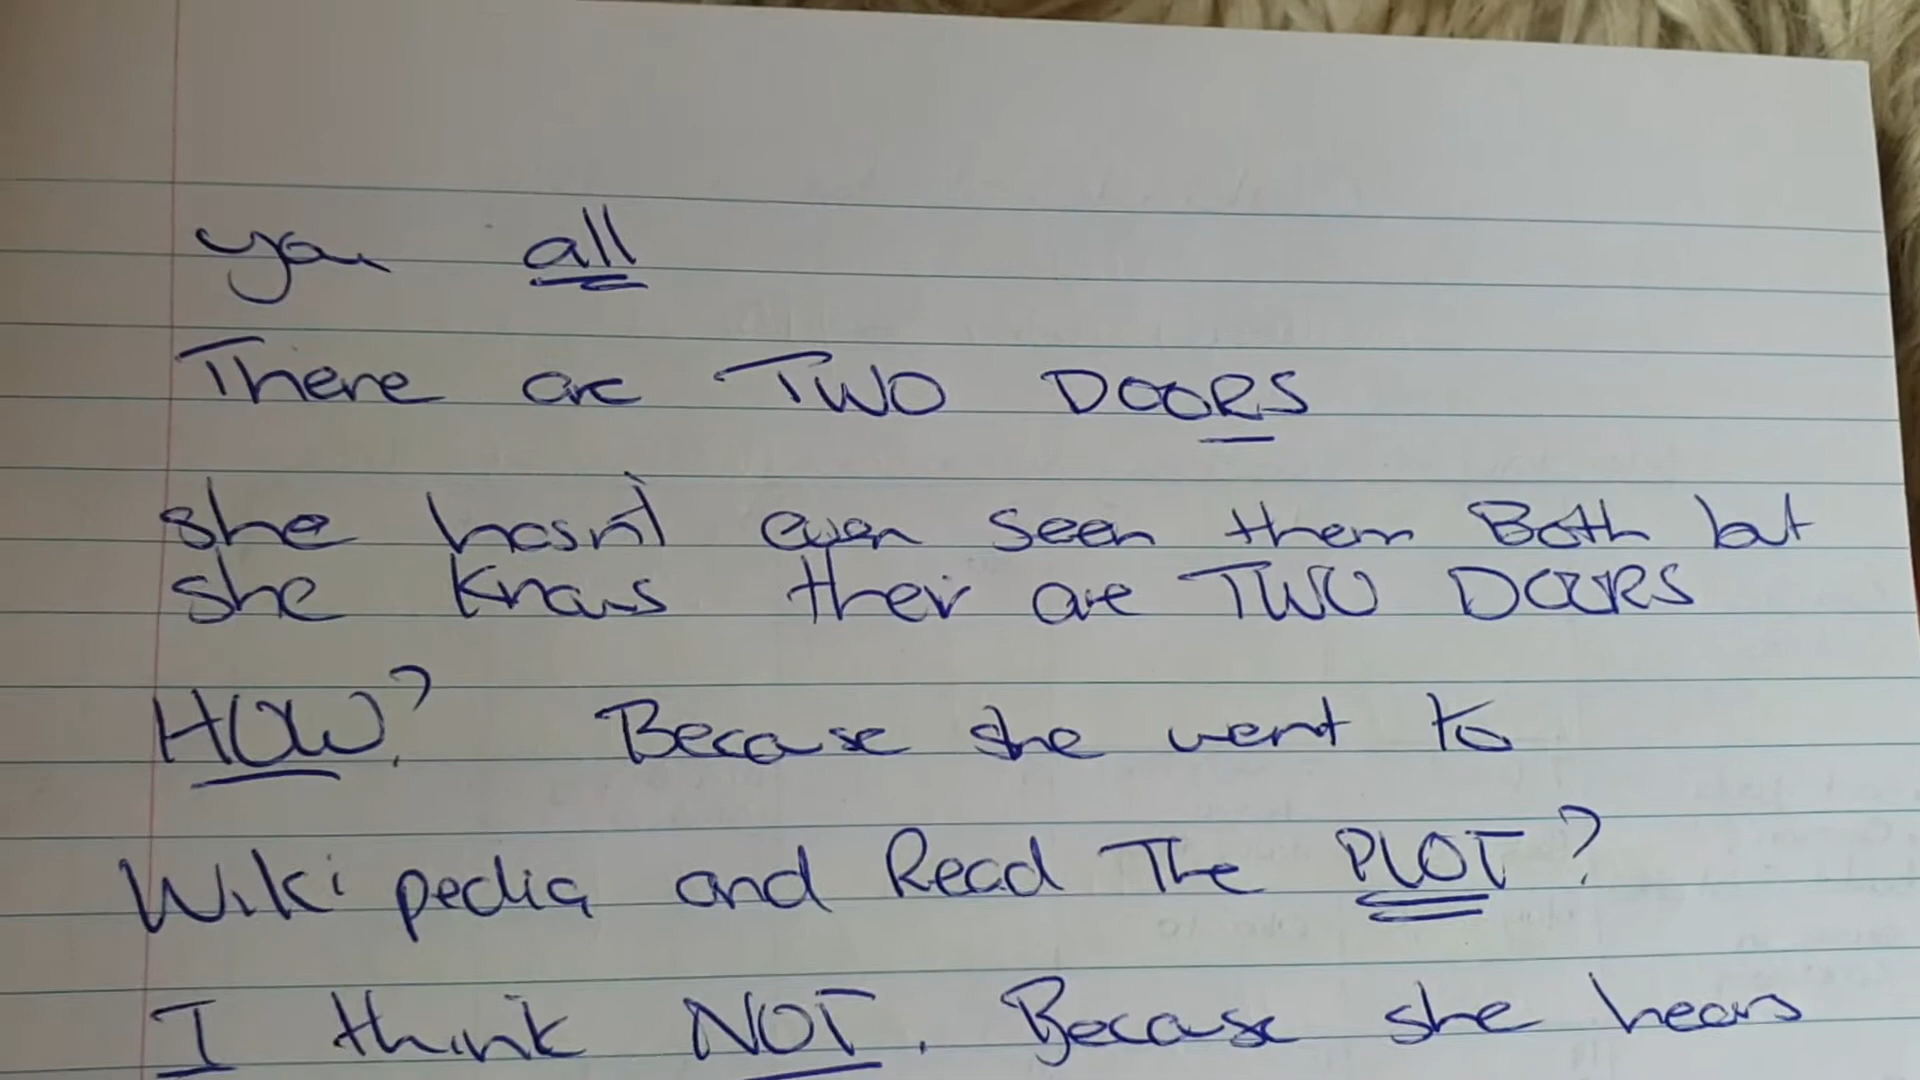 you all
There are TWO DOORS
she hasn't even seen them Both but
she knows their are TWO DOORS
HOW? Because she went to
Wikipedia and Read The PLOT?
I think NOT. Because she hears